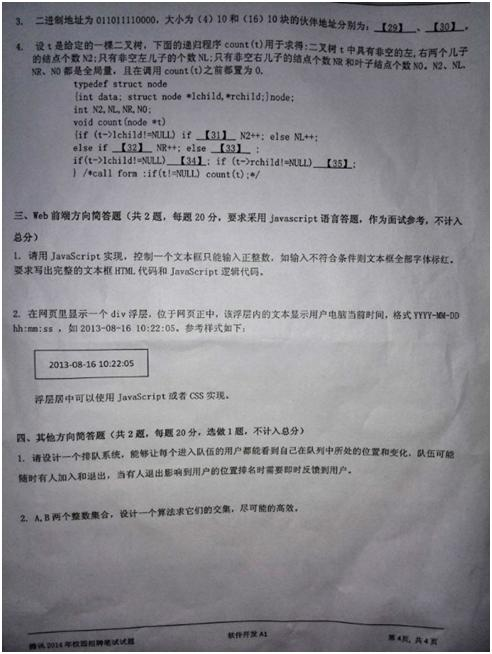 3. 二进制地址为 011011110000，大小为（4）10 和（16）10 块的伙伴地址分别为：【29】、【30】。
4. 设 t 是给定的一棵二叉树，下面的递归程序 count(t)用于求得:二叉树 t 中具有非空的左,右两个儿子
的结点个数 N2;只有非空左儿子的个数 NL;只有非空右儿子的结点个数 NR 和叶子结点个数 N0。N2、NL、
NR、N0 都是全局量，且在调用 count(t)之前都置为 0.
typedef struct node
{int data; struct node *lchild,*rchild;}node;
int N2,NL,NR,N0;
void count(node *t)
{if (t->lchild!=NULL) if 【31】 N2++; else NL++;
else if 【32】 NR++; else 【33】 ;
if(t->lchild!=NULL) 【34】; if (t->rchild!=NULL) 【35】;
} /*call form :if(t!=NULL) count(t);*/
三、Web 前端方向简答题（共 2 题，每题 20 分，要求采用 javascript 语言答题，作为面试参考，不计入
总分）
1. 请用 JavaScript 实现，控制一个文本框只能输入正整数，如输入不符合条件则文本框全部字体标红。
要求写出完整的文本框 HTML 代码和 JavaScript 逻辑代码。
2. 在网页里显示一个 div 浮层，位于网页正中，该浮层内的文本显示用户电脑当前时间，格式 YYYY-MM-DD
hh:mm:ss ，如 2013-08-16 10:22:05。参考样式如下：
2013-08-16 10:22:05
浮层居中可以使用 JavaScript 或者 CSS 实现。
四、其他方向简答题（共 2 题，每题 20 分，选做 1 题，不计入总分）
1. 请设计一个排队系统，能够让每个进入队伍的用户都能看到自己在队列中所处的位置和变化，队伍可能
随时有人加入和退出，当有人退出影响到用户的位置排名时需要即时反馈到用户。
2. A,B 两个整数集合，设计一个算法求它们的交集，尽可能的高效。
腾讯 2014 年校园招聘笔试试题
软件开发 A1
第 4页，共 4 页